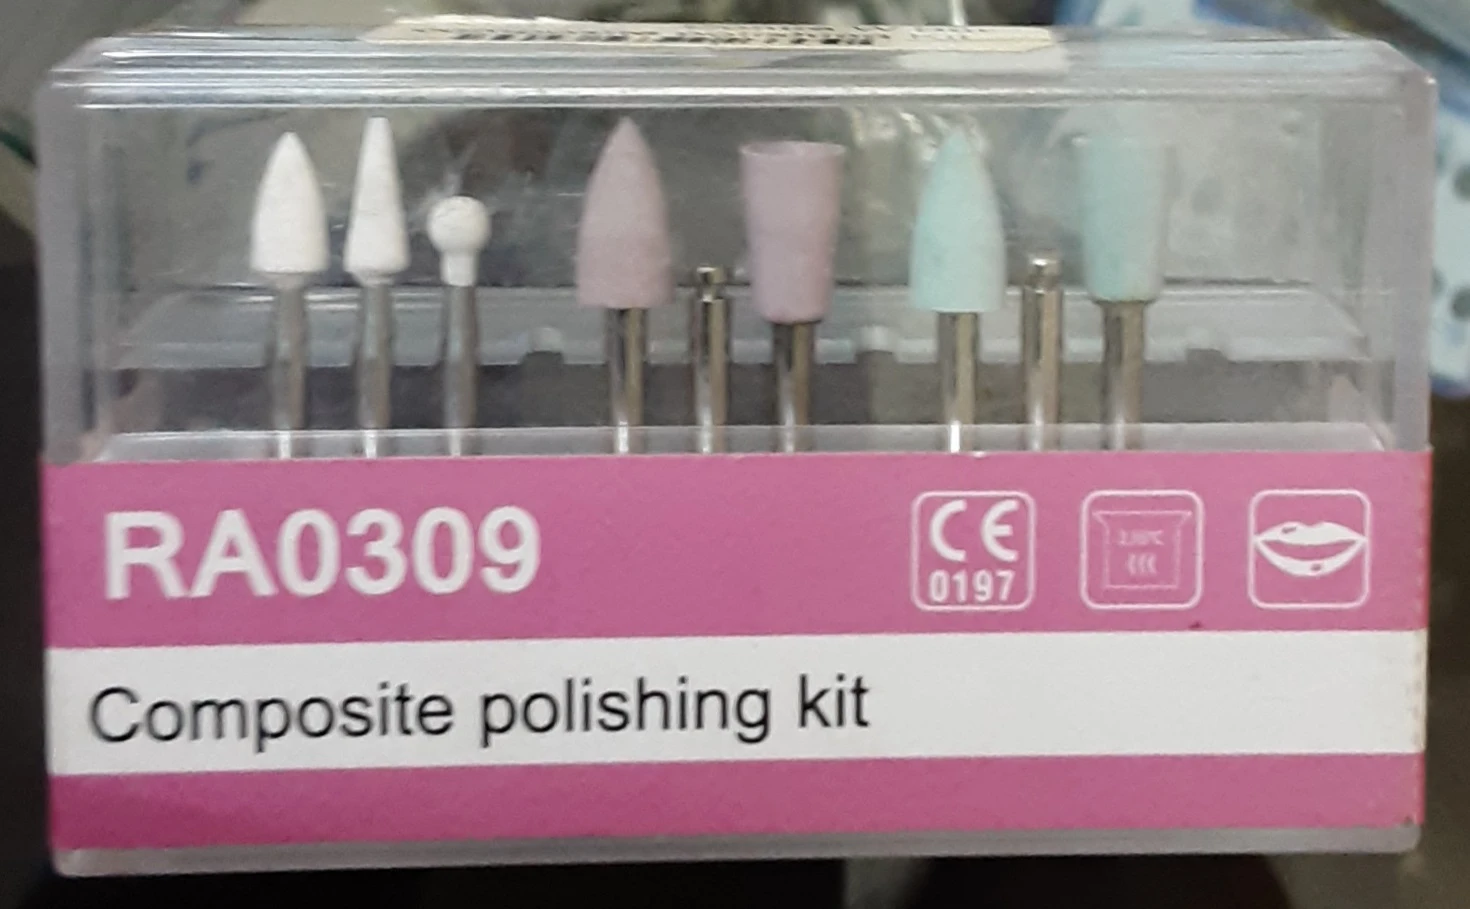 RA0309
CE
0197
Composite polishing kit